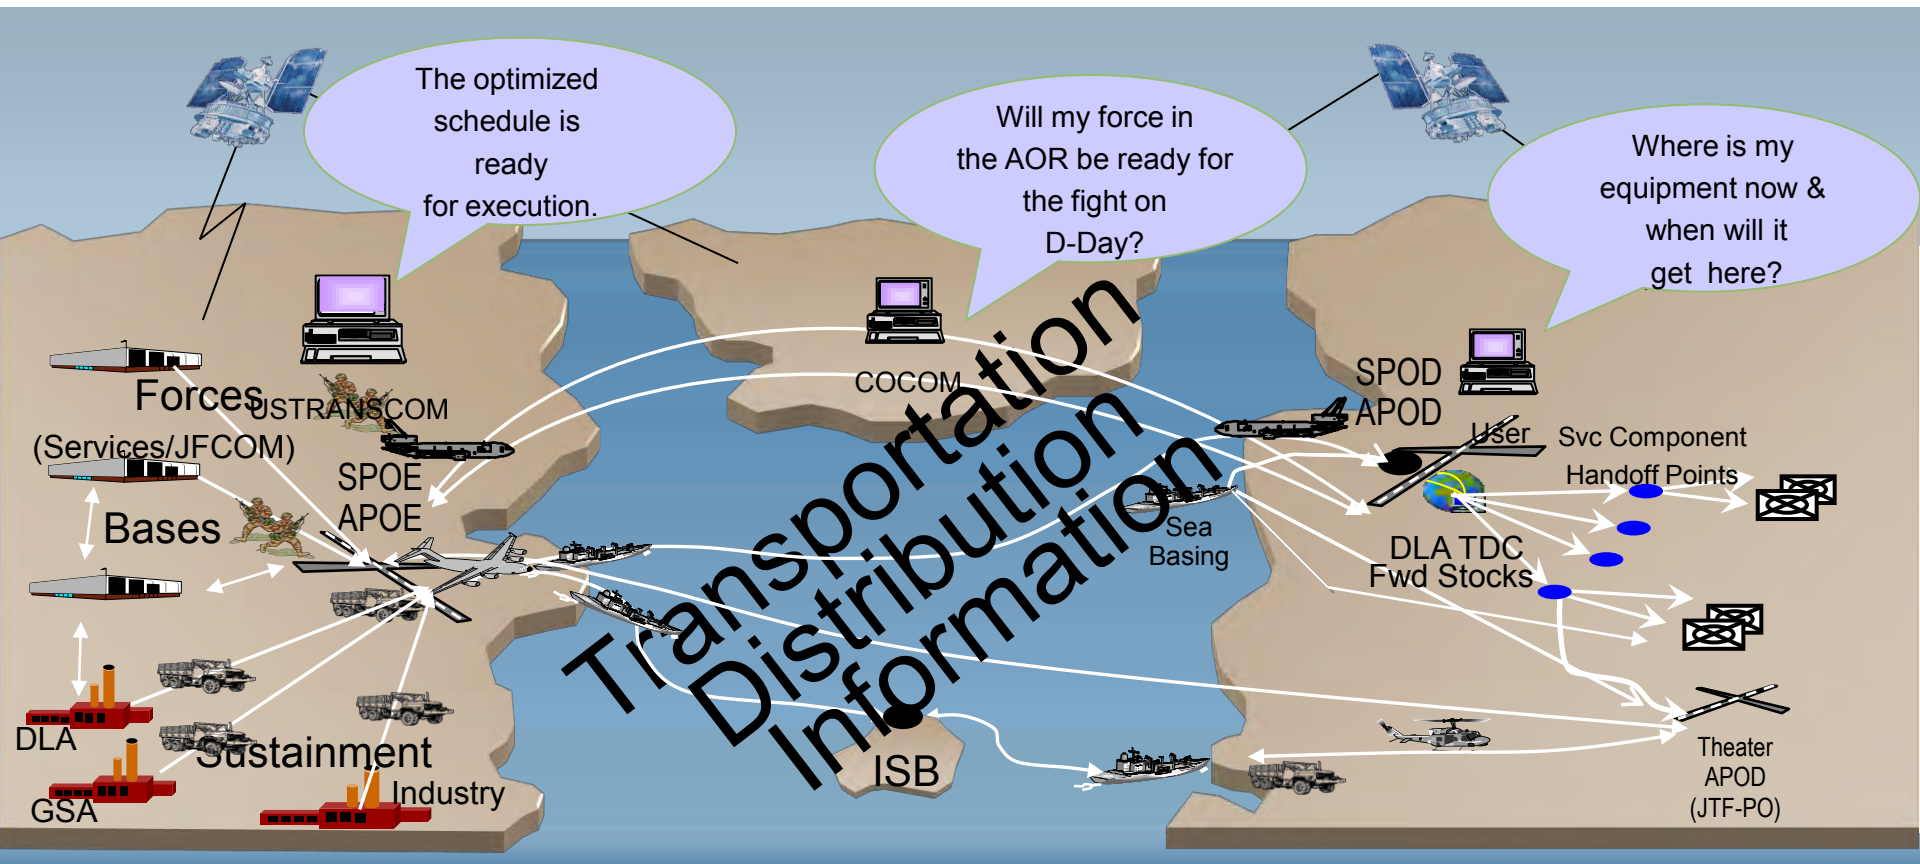 The optimized
schedule is
ready
for execution.
Will my force in
the AOR be ready for
the fight on
D-Day?
Where is my
equipment now &
when will it
get here?
Forces
USTRANSCOM
(Services/JFCOM)
SPOE
APOE
Bases
COCOM
Transportation
Distribution
Information
SPOD
APOD
User
Svc Component
Handoff Points
Sea
Basing
DLA TDC
Fwd Stocks
DLA
GSA
Sustainment
Industry
ISB
Theater
APOD
(JTF-PO)